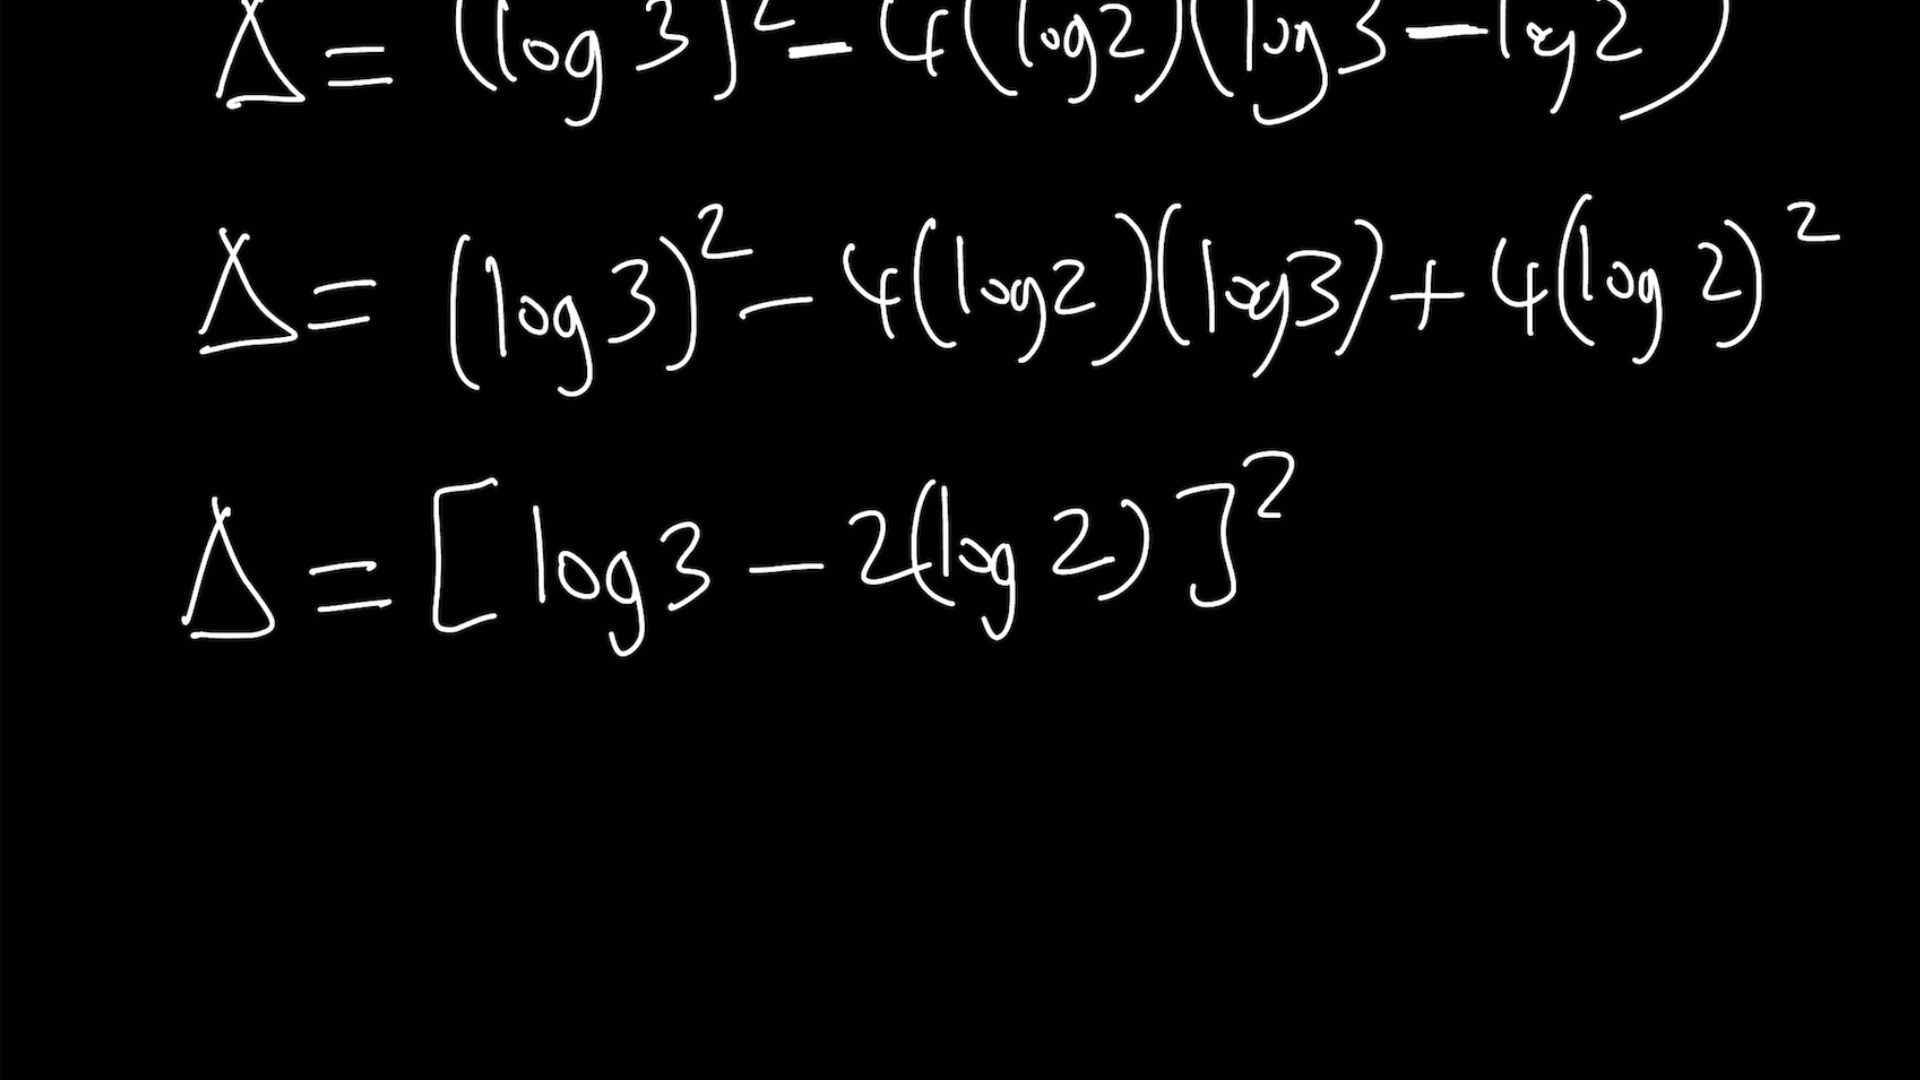 Δ = (log 3)² - 4(log 2)(log 3 - log 2)
Δ = (log 3)² - 4(log 2)(log 3) + 4(log 2)²
Δ = [log 3 - 2(log 2)]²